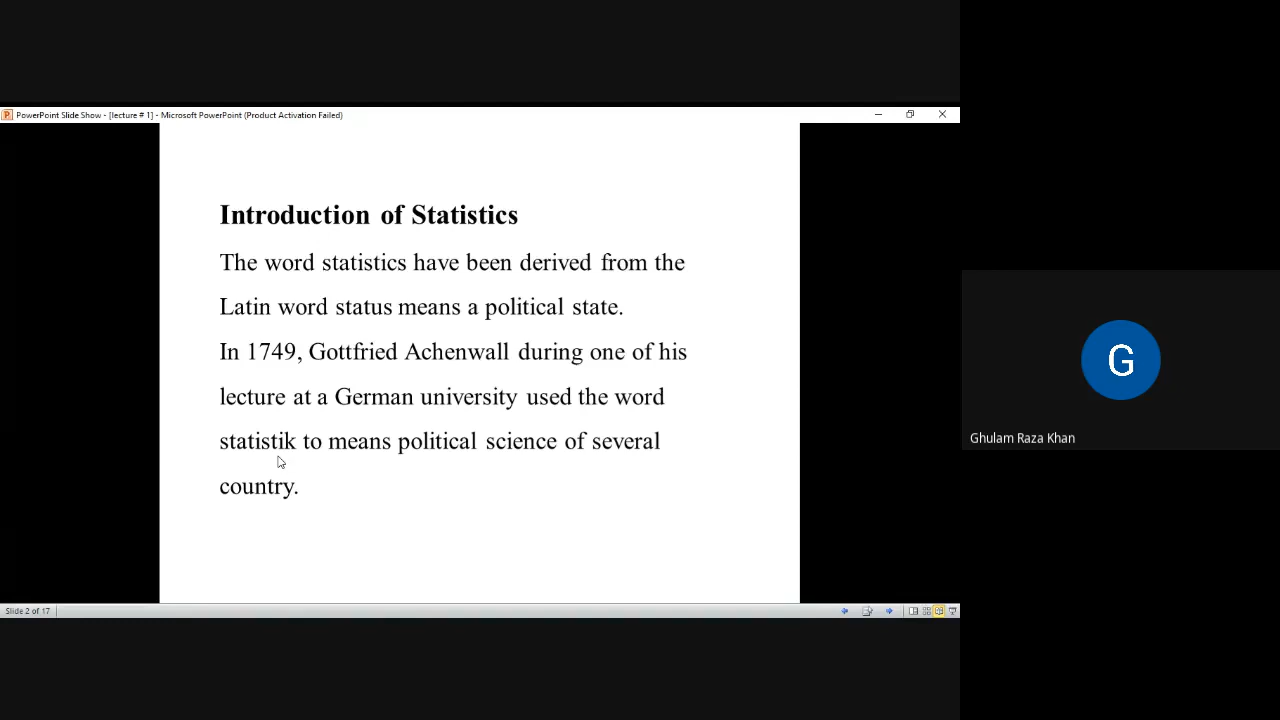 PowerPoint Slide Show - [lecture # 1] - Microsoft PowerPoint (Product Activation Failed)
Introduction of Statistics
The word statistics have been derived from the
Latin word status means a political state.
In 1749, Gottfried Achenwall during one of his
lecture at a German university used the word
statistik to means political science of several
country.
G
Ghulam Raza Khan
Slide 2 of 17